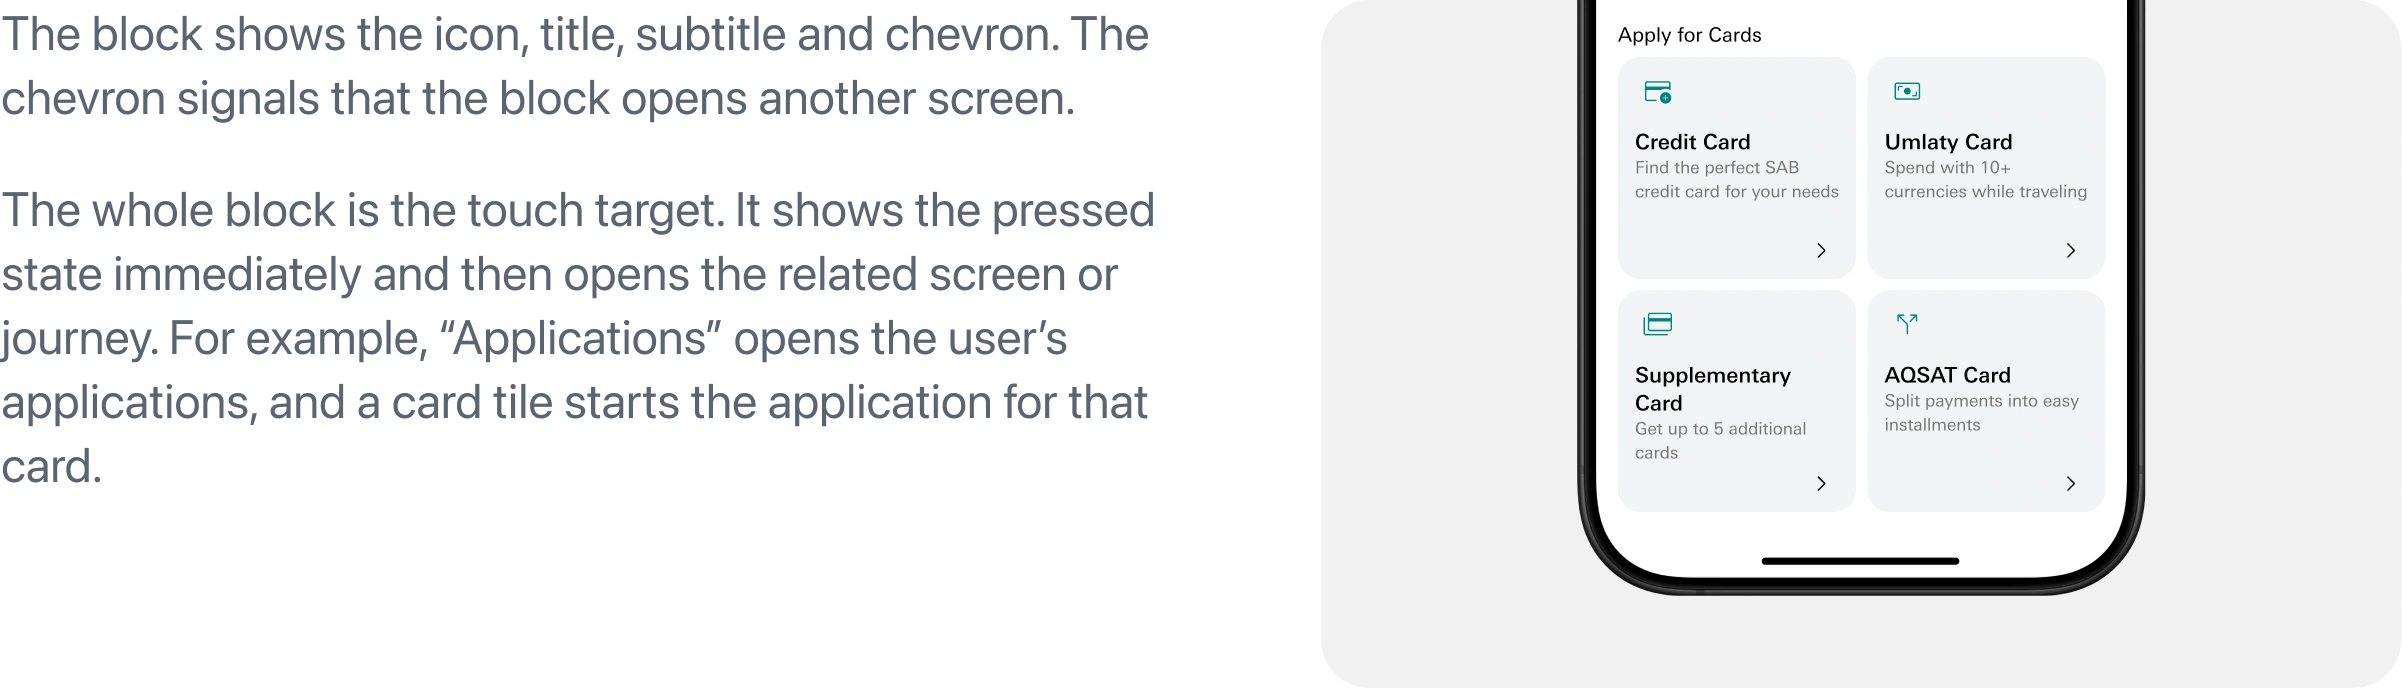 The block shows the icon, title, subtitle and chevron. The
chevron signals that the block opens another screen.
The whole block is the touch target. It shows the pressed
state immediately and then opens the related screen or
journey. For example, “Applications” opens the user’s
applications, and a card tile starts the application for that
card.
Apply for Cards
Credit Card
Find the perfect SAB
credit card for your needs
Umlaty Card
Spend with 10+
currencies while traveling
Supplementary
Card
Get up to 5 additional
cards
AQSAT Card
Split payments into easy
installments